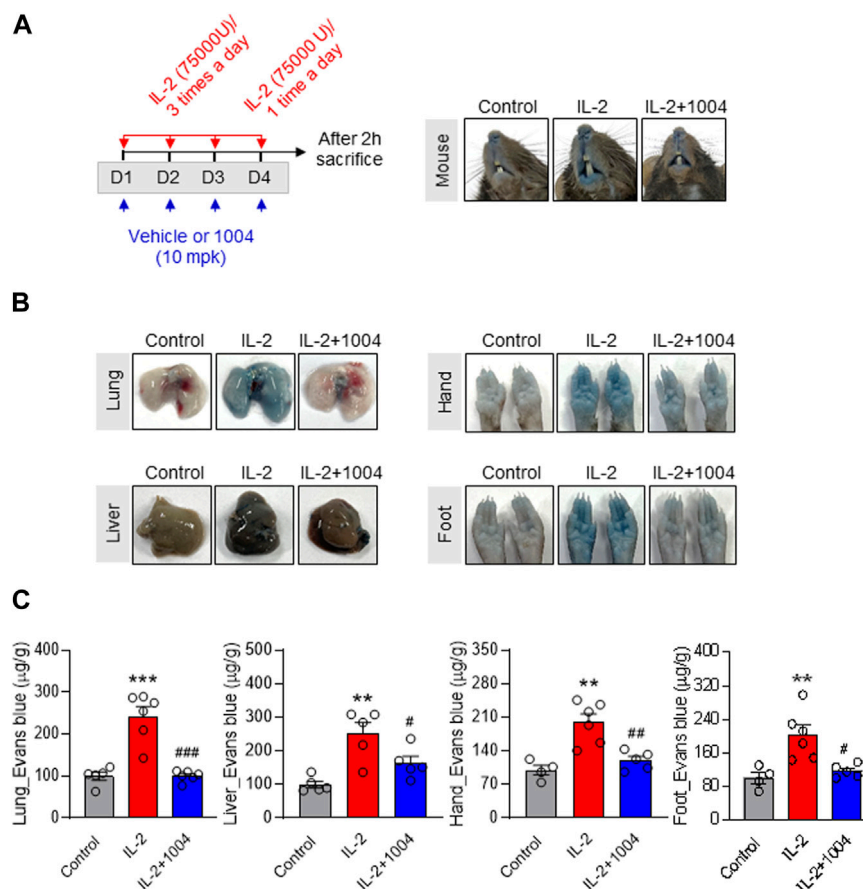 A
IL-2 (75000U)/
3 times a day
IL-2 (75000 U)/
1 time a day
After 2h
sacrifice
D1 D2 D3 D4
Vehicle or 1004
(10 mpk)
Control IL-2 IL-2+1004
Mouse
B
Control IL-2 IL-2+1004
Lung
Control IL-2 IL-2+1004
Hand
Control IL-2 IL-2+1004
Liver
Control IL-2 IL-2+1004
Foot
C
Lung_Evans blue (µg/g)
400
300
200
100
0
***
###
Control IL-2 IL-2+1004
Liver_Evans blue (µg/g)
500
400
300
200
100
0
**
#
Control IL-2 IL-2+1004
Hand_Evans blue (µg/g)
350
280
210
140
70
0
**
##
Control IL-2 IL-2+1004
Foot_Evans blue (µg/g)
400
320
240
160
80
0
**
#
Control IL-2 IL-2+1004